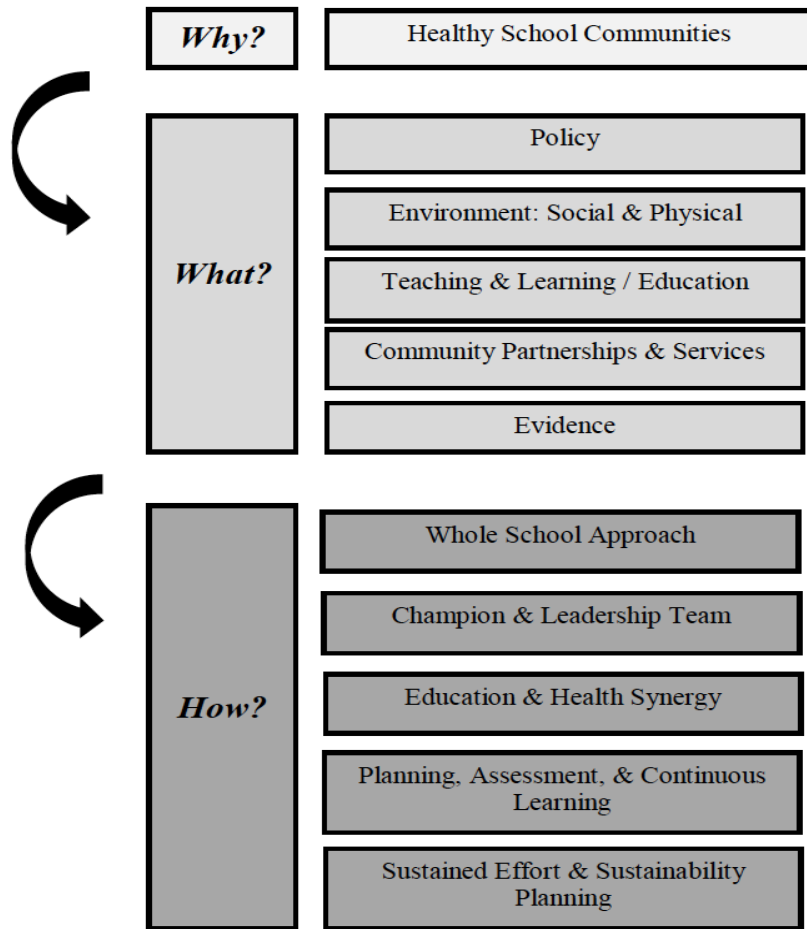 Why?
Healthy School Communities
What?
Policy
Environment: Social & Physical
Teaching & Learning / Education
Community Partnerships & Services
Evidence
How?
Whole School Approach
Champion & Leadership Team
Education & Health Synergy
Planning, Assessment, & Continuous
Learning
Sustained Effort & Sustainability
Planning